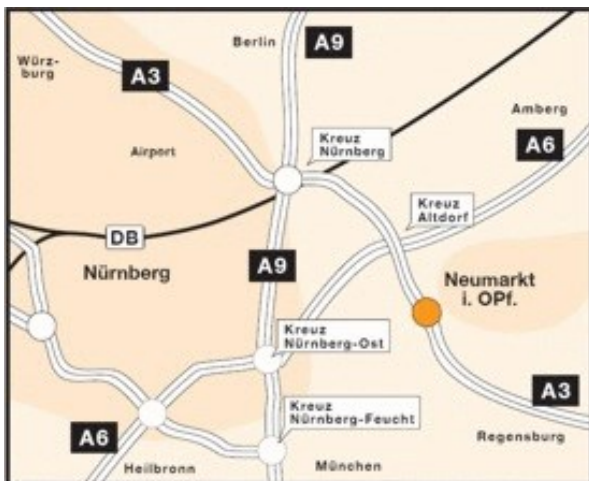 Berlin
A9
Würz-
burg
A3
Amberg
A6
Kreuz
Nürnberg
Airport
Kreuz
Altdorf
DB
Nürnberg
A9
Neumarkt
i. OPf.
Kreuz
Nürnberg-Ost
A3
Kreuz
Nürnberg-Feucht
A6
Regensburg
Heilbronn
München